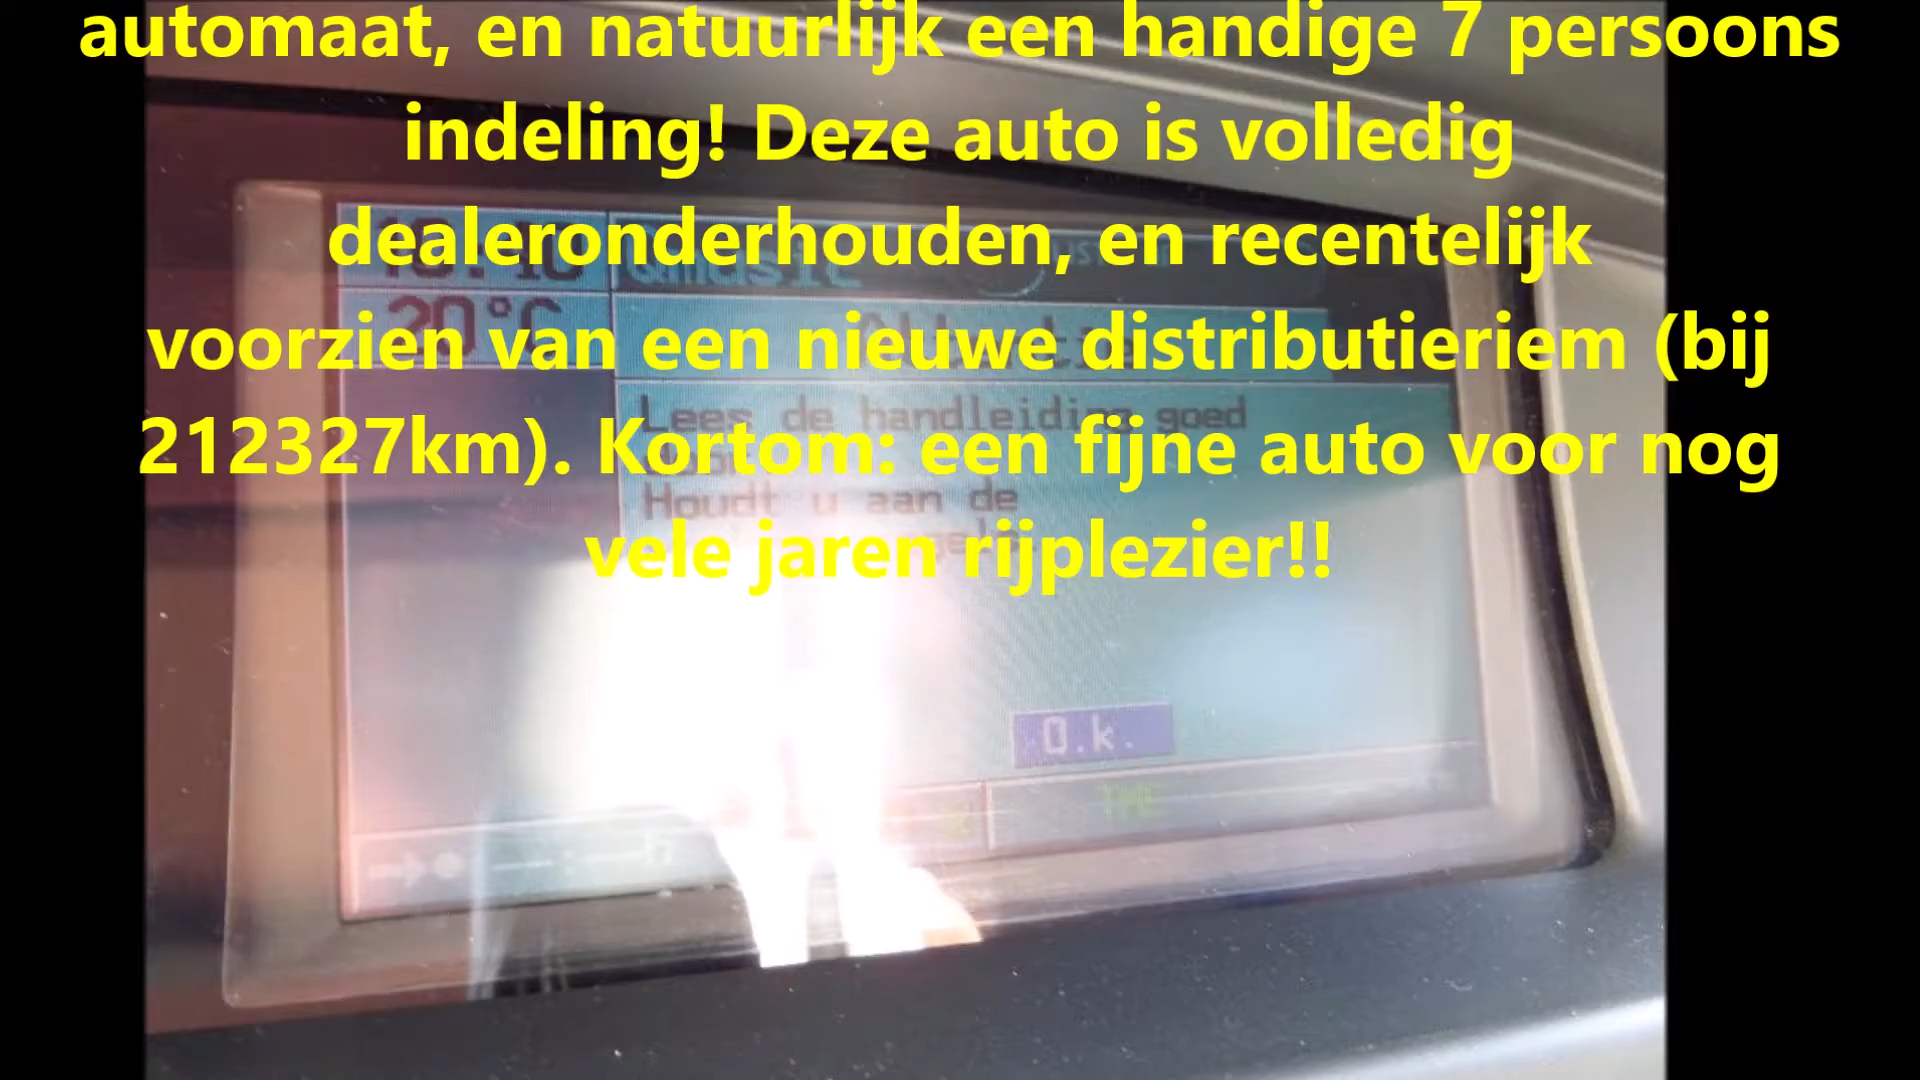 automaat, en natuurlijk een handige 7 persoons
indeling! Deze auto is volledig
dealeronderhouden, en recentelijk
voorzien van een nieuwe distributieriem (bij
212327km). Kortom: een fijne auto voor nog
vele jaren rijplezier!!
Qmusic
20°C
Lees de handleiding goed
Houdt u aan de
O.k.